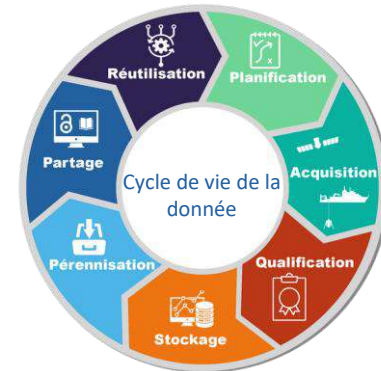 Réutilisation
Planification
Partage
Cycle de vie de la
donnée
Acquisition
Pérennisation
Qualification
Stockage